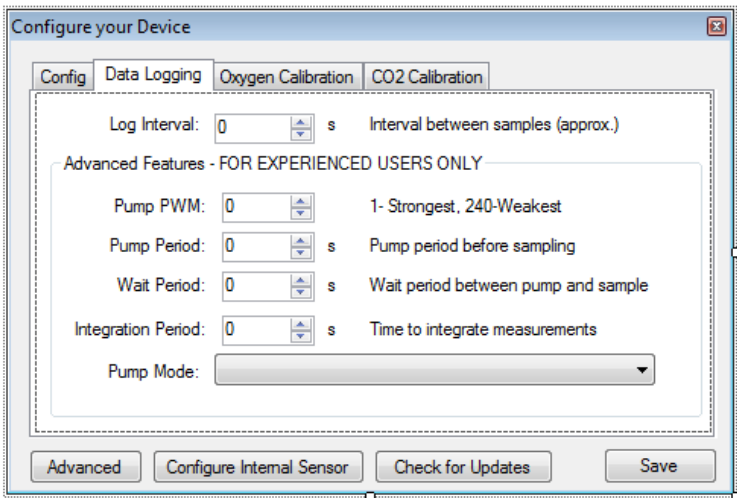 Configure your Device
Config Data Logging Oxygen Calibration CO2 Calibration
Log Interval: 0 s Interval between samples (approx.)
Advanced Features - FOR EXPERIENCED USERS ONLY
Pump PWM: 0 1- Strongest, 240-Weakest
Pump Period: 0 s Pump period before sampling
Wait Period: 0 s Wait period between pump and sample
Integration Period: 0 s Time to integrate measurements
Pump Mode:
Advanced Configure Internal Sensor Check for Updates Save